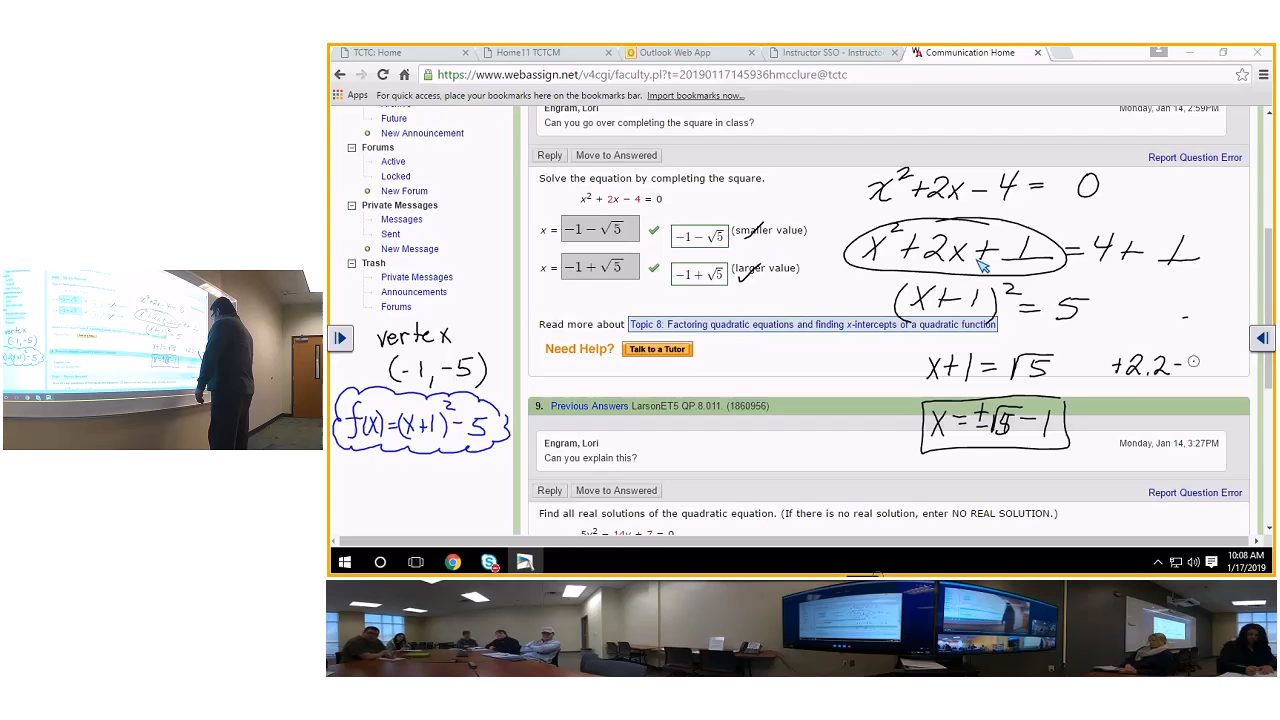 TCTC: Home
Home11 TCTCM
Outlook Web App
Instructor SSO - Instructo
Communication Home
https://www.webassign.net/v4cgi/faculty.pl?t=20190117145936hmcclure@tctc
Apps
For quick access, place your bookmarks here on the bookmarks bar. Import bookmarks now...
Future
New Announcement
Forums
Active
Locked
New Forum
Private Messages
Messages
Sent
New Message
Trash
Private Messages
Announcements
Forums
vertex
(-1, -5)
f(x)=(x+1)²-5
Engram, Lori
Monday, Jan 14, 2:59PM
Can you go over completing the square in class?
Reply
Move to Answered
Report Question Error
Solve the equation by completing the square.
x² + 2x − 4 = 0
x = −1 − √5
−1 − √5
(smaller value)
x = −1 + √5
−1 + √5
(larger value)
Read more about Topic 8: Factoring quadratic equations and finding x-intercepts of a quadratic function
Need Help? Talk to a Tutor
x²+2x-4= 0
x²+2x+1=4+1
(x+1)²=5
x+1=√5
+2,2-
x=±√5-1
9. Previous Answers LarsonET5 QP 8.011. (1860956)
Engram, Lori
Monday, Jan 14, 3:27PM
Can you explain this?
Reply
Move to Answered
Report Question Error
Find all real solutions of the quadratic equation. (If there is no real solution, enter NO REAL SOLUTION.)
5y² − 14y + 7 = 0
10:08 AM
1/17/2019